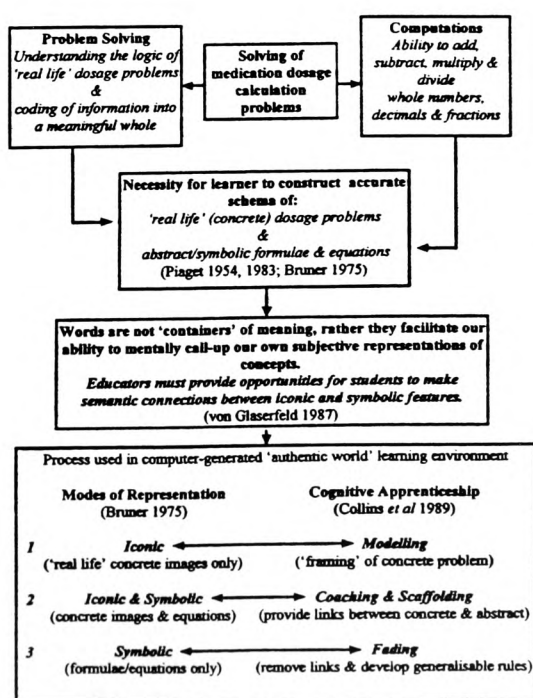 Problem Solving
Understanding the logic of
'real life' dosage problems
&
coding of information into
a meaningful whole
Solving of
medication dosage
calculation
problems
Computations
Ability to add,
subtract, multiply &
divide
whole numbers,
decimals & fractions
Necessity for learner to construct accurate
schema of:
'real life' (concrete) dosage problems
&
abstract/symbolic formulae & equations
(Piaget 1954, 1983; Bruner 1975)
Words are not 'containers' of meaning, rather they facilitate our
ability to mentally call-up our own subjective representations of
concepts.
Educators must provide opportunities for students to make
semantic connections between iconic and symbolic features.
(von Glaserfeld 1987)
Process used in computer-generated 'authentic world' learning environment
Modes of Representation
(Bruner 1975)
Cognitive Apprenticeship
(Collins et al 1989)
1 Iconic Modelling
('real life' concrete images only) ('framing' of concrete problem)
2 Iconic & Symbolic Coaching & Scaffolding
(concrete images & equations) (provide links between concrete & abstract)
3 Symbolic Fading
(formulae/equations only) (remove links & develop generalisable rules)